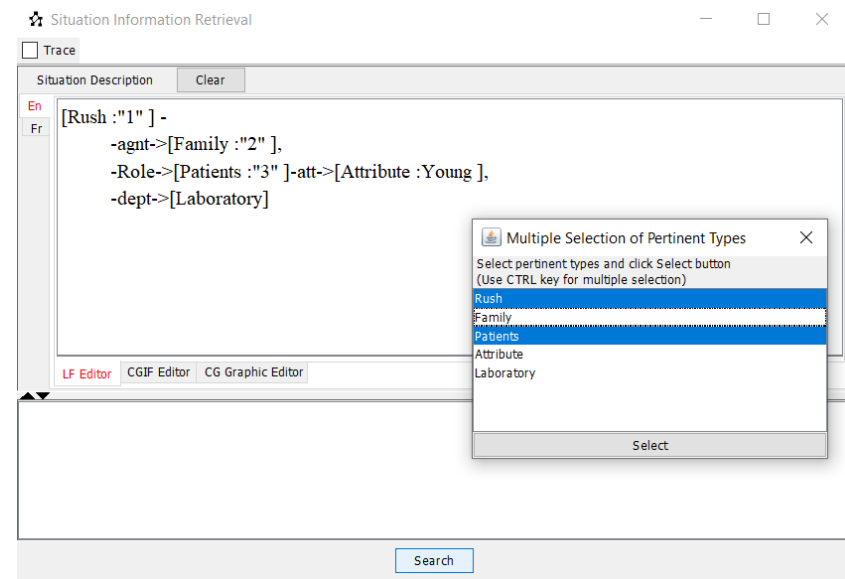 Situation Information Retrieval
Trace
Situation Description Clear
En
Fr
[Rush :"1" ] -
-agnt->[Family :"2" ],
-Role->[Patients :"3" ]-att->[Attribute :Young ],
-dept->[Laboratory]
LF Editor CGIF Editor CG Graphic Editor
Multiple Selection of Pertinent Types
Select pertinent types and click Select button
(Use CTRL key for multiple selection)
Rush
Family
Patients
Attribute
Laboratory
Select
Search